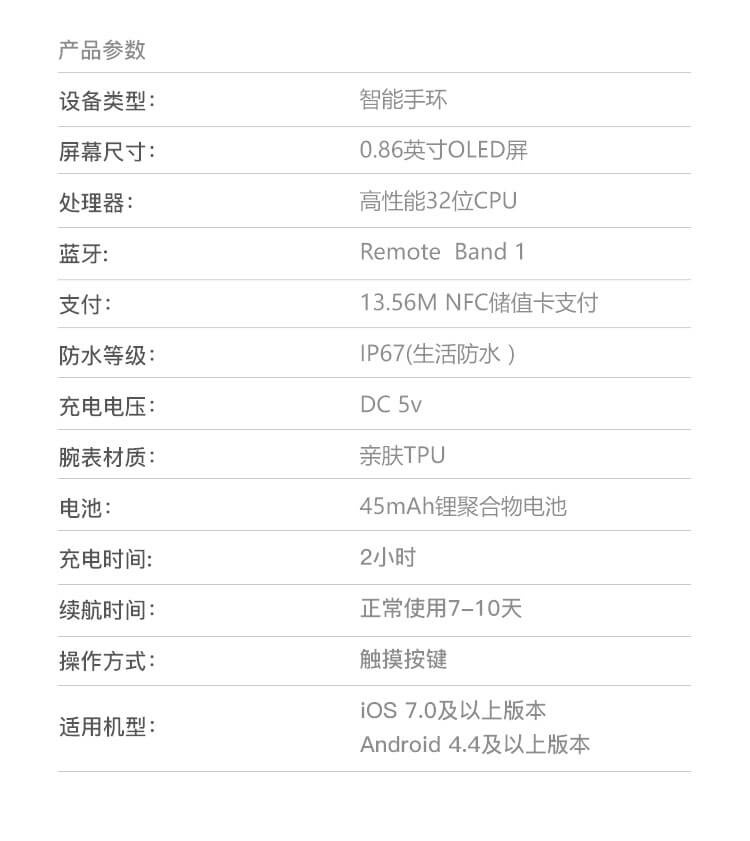 产品参数
设备类型： 智能手环
屏幕尺寸： 0.86英寸OLED屏
处理器： 高性能32位CPU
蓝牙: Remote  Band 1
支付： 13.56M NFC储值卡支付
防水等级： IP67(生活防水 )
充电电压： DC 5v
腕表材质： 亲肤TPU
电池： 45mAh锂聚合物电池
充电时间: 2小时
续航时间： 正常使用7-10天
操作方式： 触摸按键
适用机型： iOS 7.0及以上版本
Android 4.4及以上版本